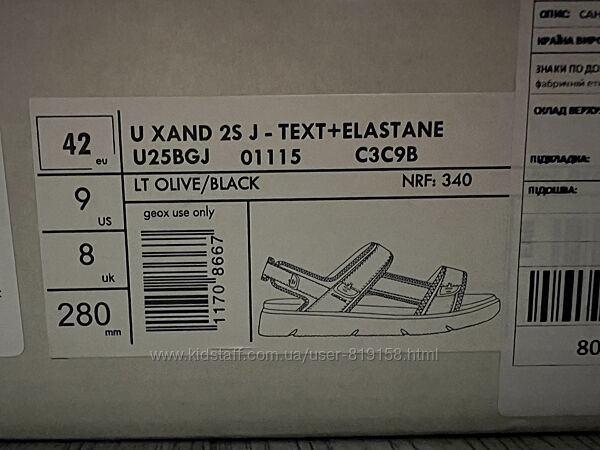 42 eu
U XAND 2S J - TEXT+ELASTANE
U25BGJ 01115 C3C9B
9 US
LT OLIVE/BLACK NRF: 340
8 uk
geox use only
280 mm
1170 8667
ОПИС: САН
КРАЇНА ВИРО
ЗНАКИ ПО ДО
фабричній ет
СКЛАД ВЕРХУ
ПІДКЛАДКА:
ПІДОШВА:
80
www.kidstaff.com.ua/user-819158.html